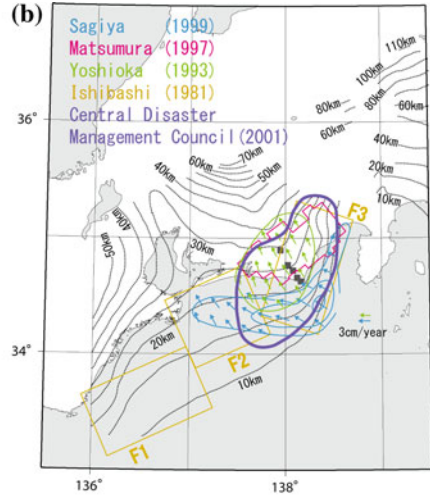 (b)
Sagiya (1999)
Matsumura (1997)
Yoshioka (1993)
Ishibashi (1981)
Central Disaster
Management Council(2001)
110km
100km
80km
80km
60km
60km
40km
20km
10km
36°
70km
60km
50km
40km
40km
30km
50km
F3
20km
10km
3cm/year
34°
F2
F1
136°
138°